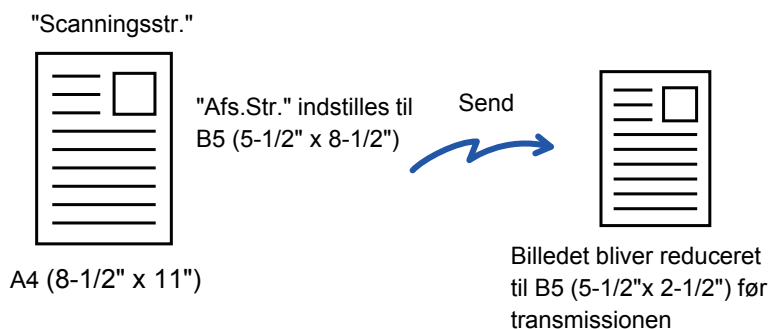 "Scanningsstr."
"Afs.Str." indstilles til
B5 (5-1/2" x 8-1/2")
Send
A4 (8-1/2" x 11")
Billedet bliver reduceret
til B5 (5-1/2"x 2-1/2") før
transmissionen